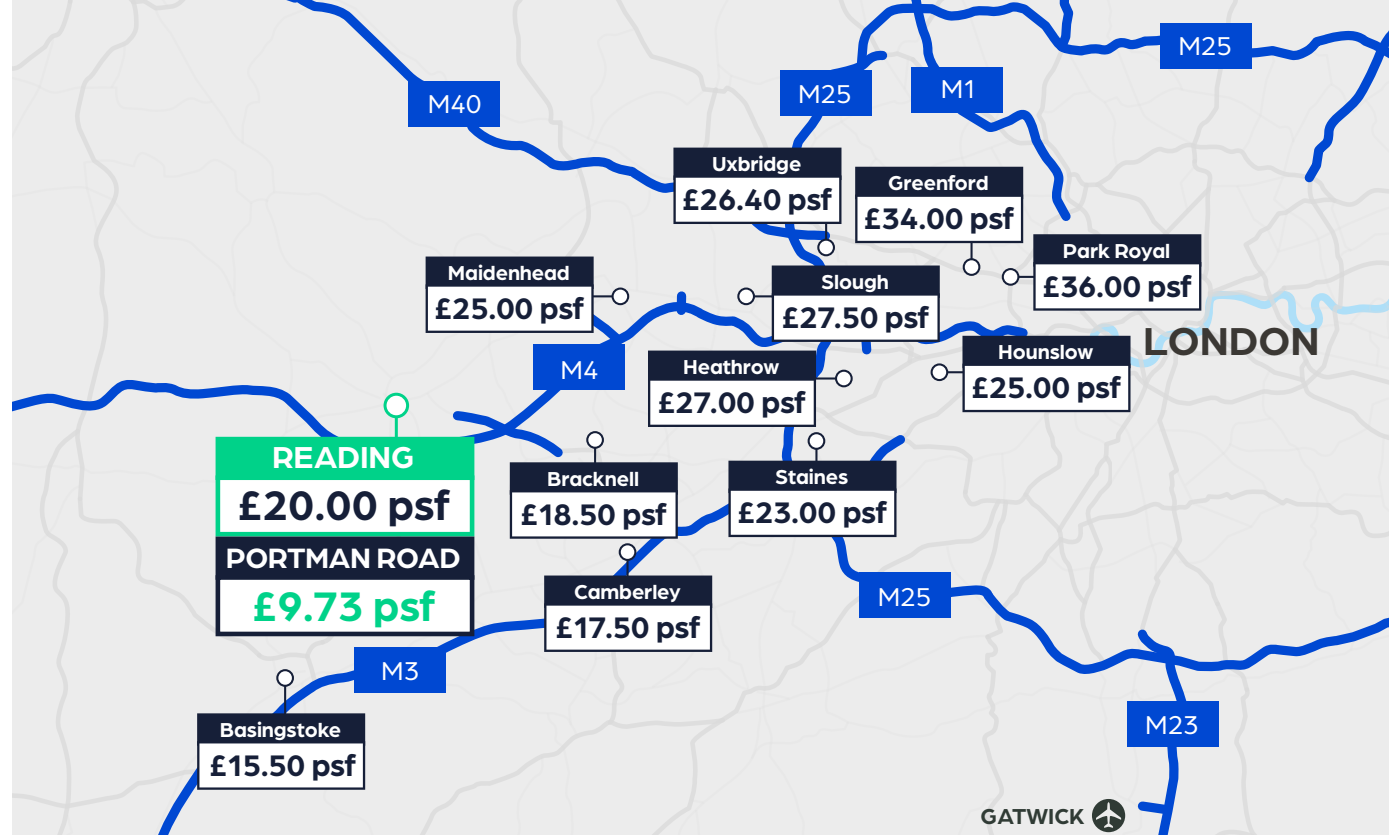 M25
M25
M1
M40
Uxbridge
£26.40 psf
Greenford
£34.00 psf
Park Royal
£36.00 psf
Maidenhead
£25.00 psf
Slough
£27.50 psf
LONDON
M4
Heathrow
£27.00 psf
Hounslow
£25.00 psf
READING
£20.00 psf
PORTMAN ROAD
£9.73 psf
Bracknell
£18.50 psf
Staines
£23.00 psf
Camberley
£17.50 psf
M25
M3
Basingstoke
£15.50 psf
M23
GATWICK